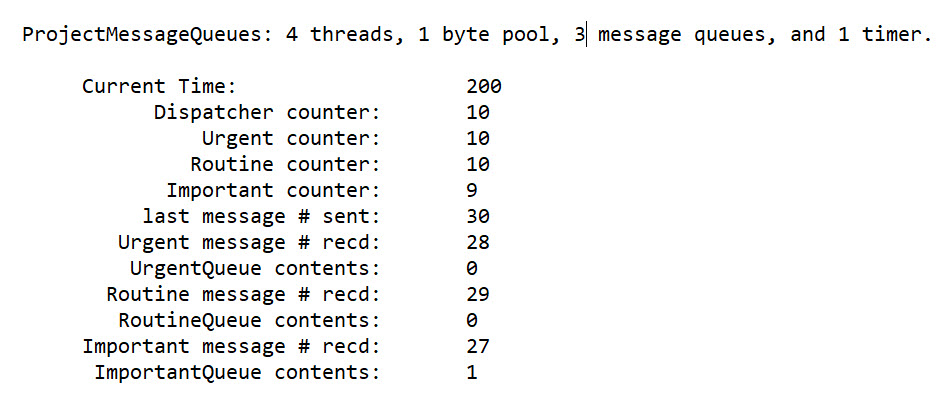 ProjectMessageQueues: 4 threads, 1 byte pool, 3 message queues, and 1 timer.
Current Time: 200
Dispatcher counter: 10
Urgent counter: 10
Routine counter: 10
Important counter: 9
last message # sent: 30
Urgent message # recd: 28
UrgentQueue contents: 0
Routine message # recd: 29
RoutineQueue contents: 0
Important message # recd: 27
ImportantQueue contents: 1